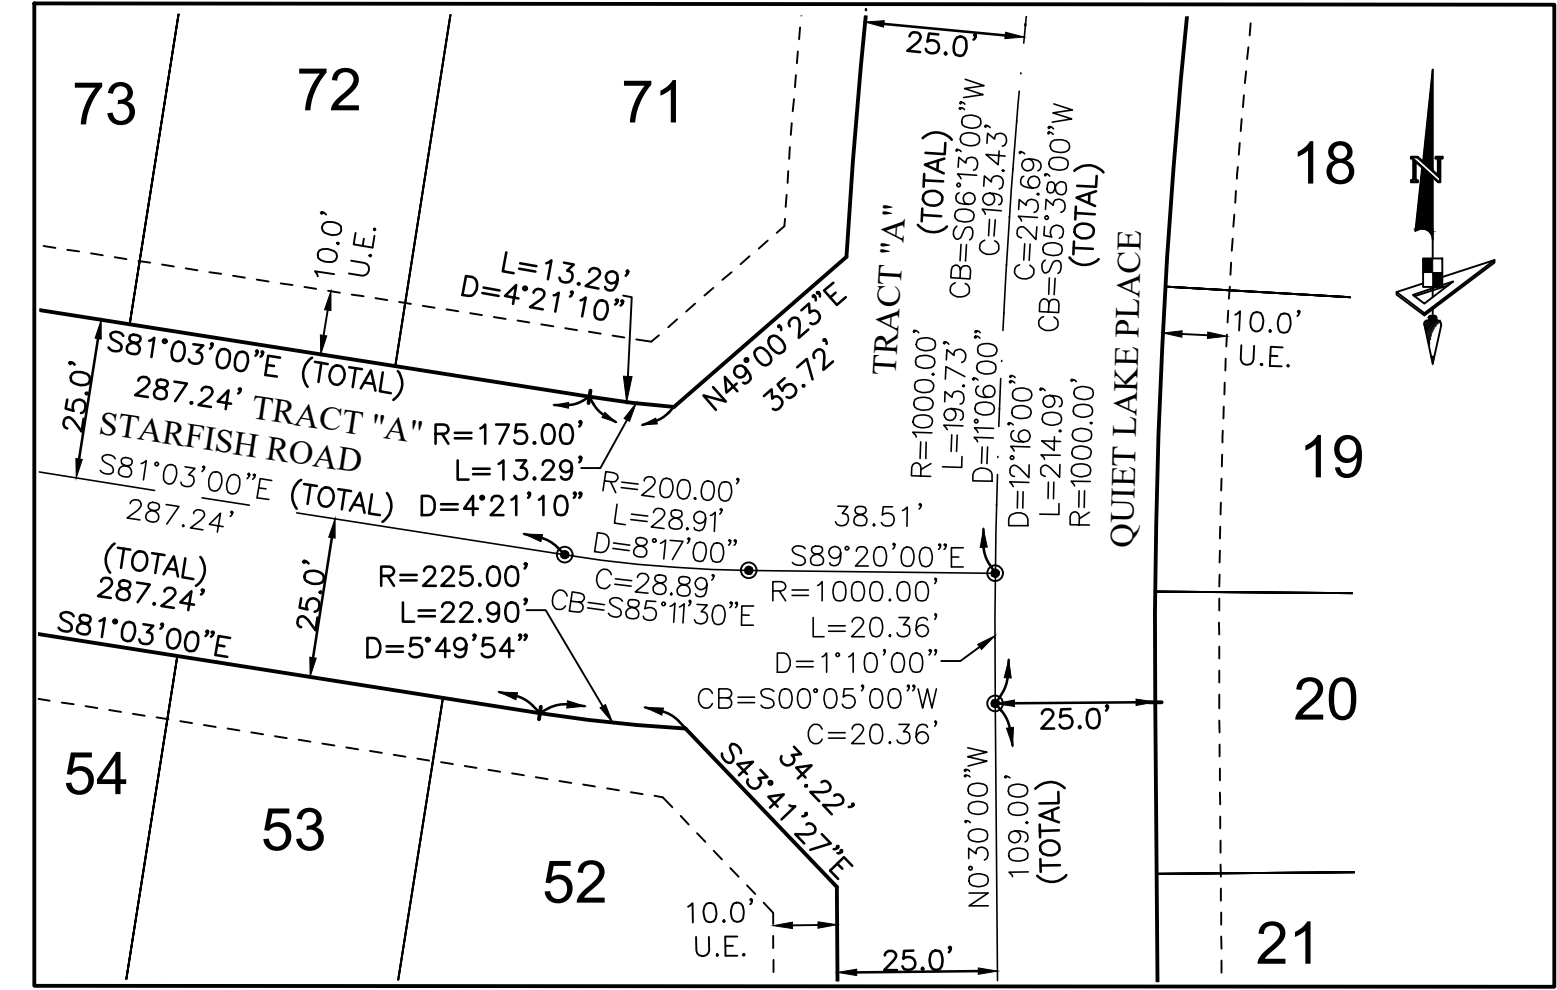 73
72
71
18
19
20
21
54
53
52
N
25.0'
(TOTAL)
CB=S06°13'00"W
C=193.43'
C=213.69'
CB=S05°38'00"W
(TOTAL)
TRACT "A"
R=1000.00'
L=193.73'
D=11°06'00"
D=12°16'00"
L=214.09'
R=1000.00'
QUIET LAKE PLACE
10.0'
U.E.
10.0'
U.E.
L=13.29'
D=4°21'10"
N49°00'23"E
35.72'
S81°03'00"E (TOTAL)
287.24' TRACT "A"
STARFISH ROAD
25.0'
R=175.00'
L=13.29'
D=4°21'10"
S81°03'00"E (TOTAL)
287.24'
R=200.00'
L=28.91'
D=8°17'00"
C=28.89'
CB=S85°11'30"E
38.51'
S89°20'00"E
R=1000.00'
L=20.36'
D=1°10'00"
CB=S00°05'00"W
C=20.36'
(TOTAL)
287.24'
S81°03'00"E
25.0'
R=225.00'
L=22.90'
D=5°49'54"
25.0'
34.22'
S43°41'27"E
N0°30'00"W
109.00'
(TOTAL)
10.0'
U.E.
25.0'